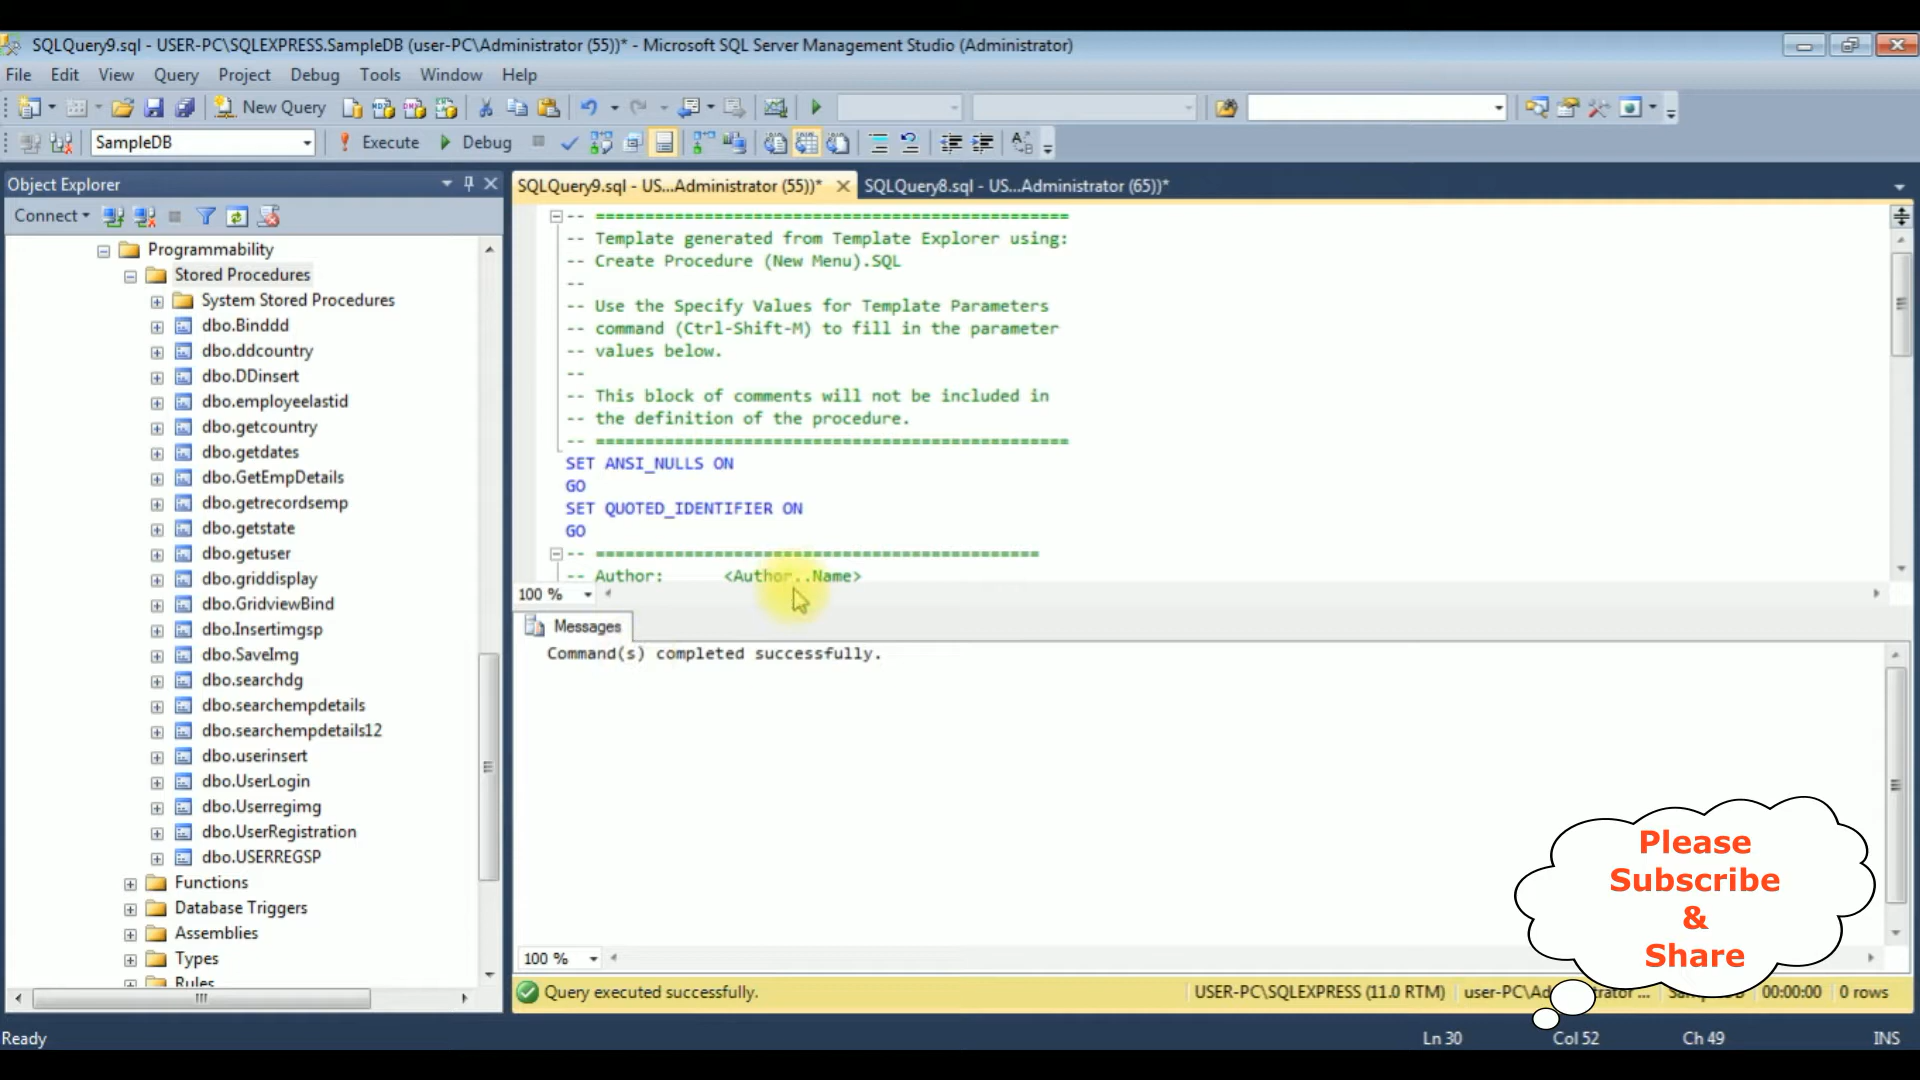 SQLQuery9.sql - USER-PC\SQLEXPRESS.SampleDB (user-PC\Administrator (55))* - Microsoft SQL Server Management Studio (Administrator)
File Edit View Query Project Debug Tools Window Help
New Query
SampleDB Execute Debug
Object Explorer
Connect
Programmability
Stored Procedures
System Stored Procedures
dbo.Binddd
dbo.ddcountry
dbo.DDinsert
dbo.employeelastid
dbo.getcountry
dbo.getdates
dbo.GetEmpDetails
dbo.getrecordsemp
dbo.getstate
dbo.getuser
dbo.griddisplay
dbo.GridviewBind
dbo.Insertimgsp
dbo.SaveImg
dbo.searchdg
dbo.searchempdetails
dbo.searchempdetails12
dbo.userinsert
dbo.UserLogin
dbo.Userregimg
dbo.UserRegistration
dbo.USERREGSP
Functions
Database Triggers
Assemblies
Types
Rules
SQLQuery9.sql - US...Administrator (55))* SQLQuery8.sql - US...Administrator (65))*
-- ================================================
-- Template generated from Template Explorer using:
-- Create Procedure (New Menu).SQL
--
-- Use the Specify Values for Template Parameters
-- command (Ctrl-Shift-M) to fill in the parameter
-- values below.
--
-- This block of comments will not be included in
-- the definition of the procedure.
-- ================================================
SET ANSI_NULLS ON
GO
SET QUOTED_IDENTIFIER ON
GO
-- =============================================
-- Author: <Author,,Name>
100 %
Messages
Command(s) completed successfully.
100 %
Query executed successfully. USER-PC\SQLEXPRESS (11.0 RTM) user-PC\Ad 00:00:00 0 rows
Please
Subscribe
&
Share
Ready Ln 30 Col 52 Ch 49 INS